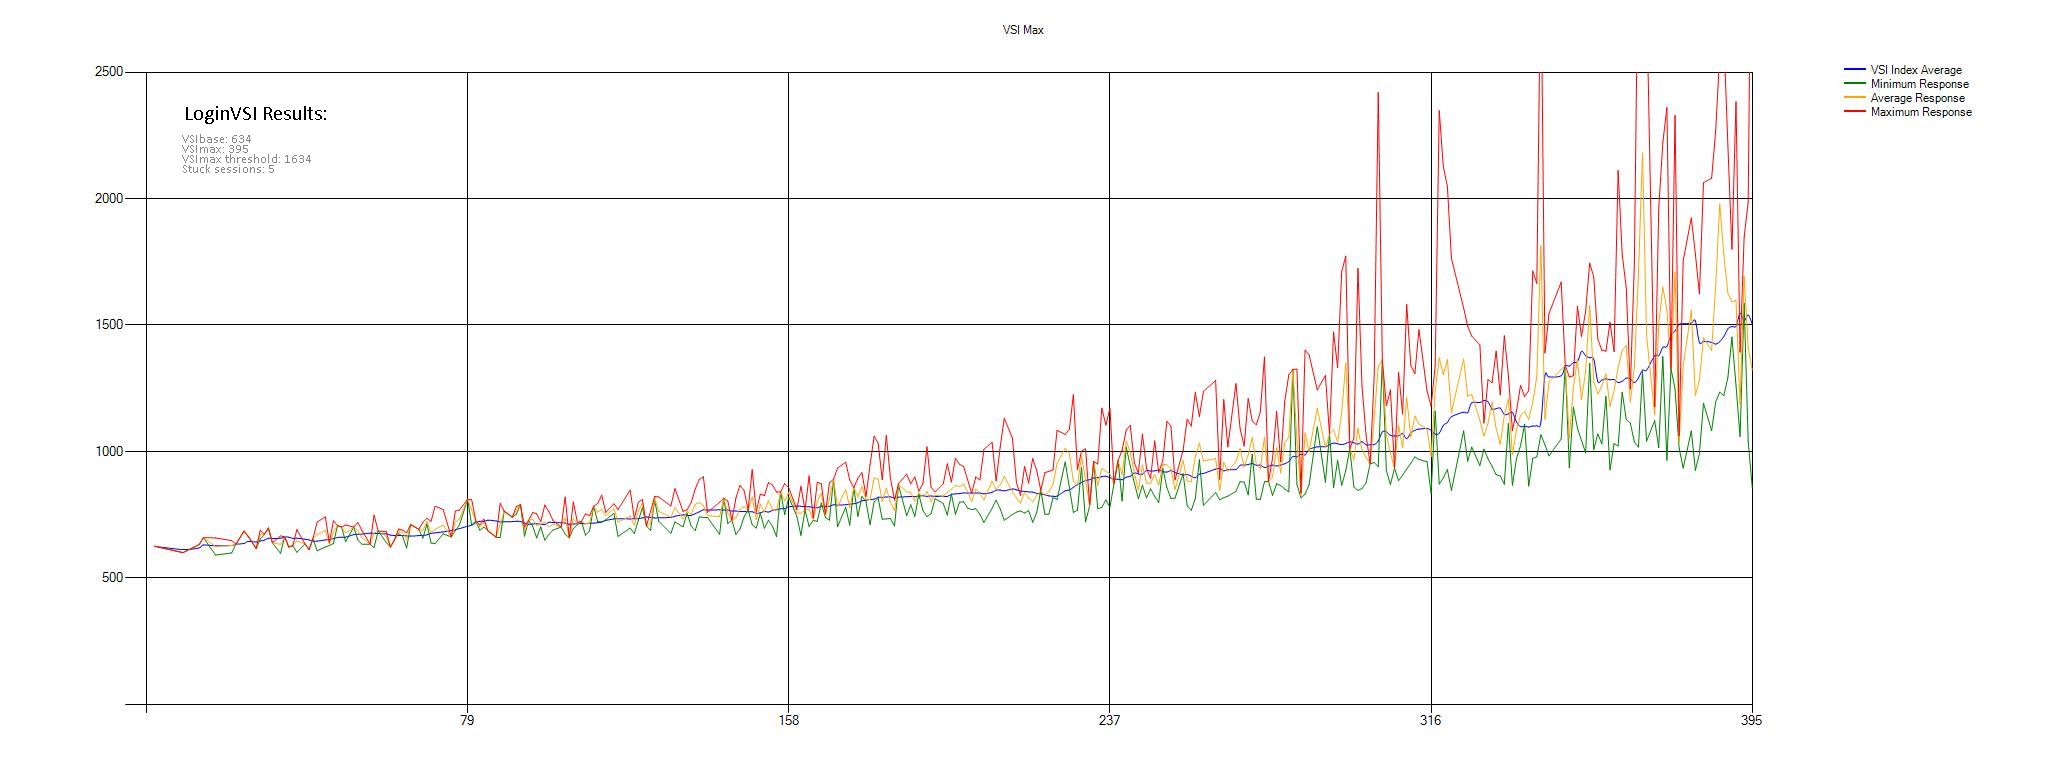 VSI Max
2500
2000
1500
1000
500
LoginVSI Results:
VSIbase: 634
VSImax: 395
VSImax threshold: 1634
Stuck sessions: 5
VSI Index Average
Minimum Response
Average Response
Maximum Response
79
158
237
316
395